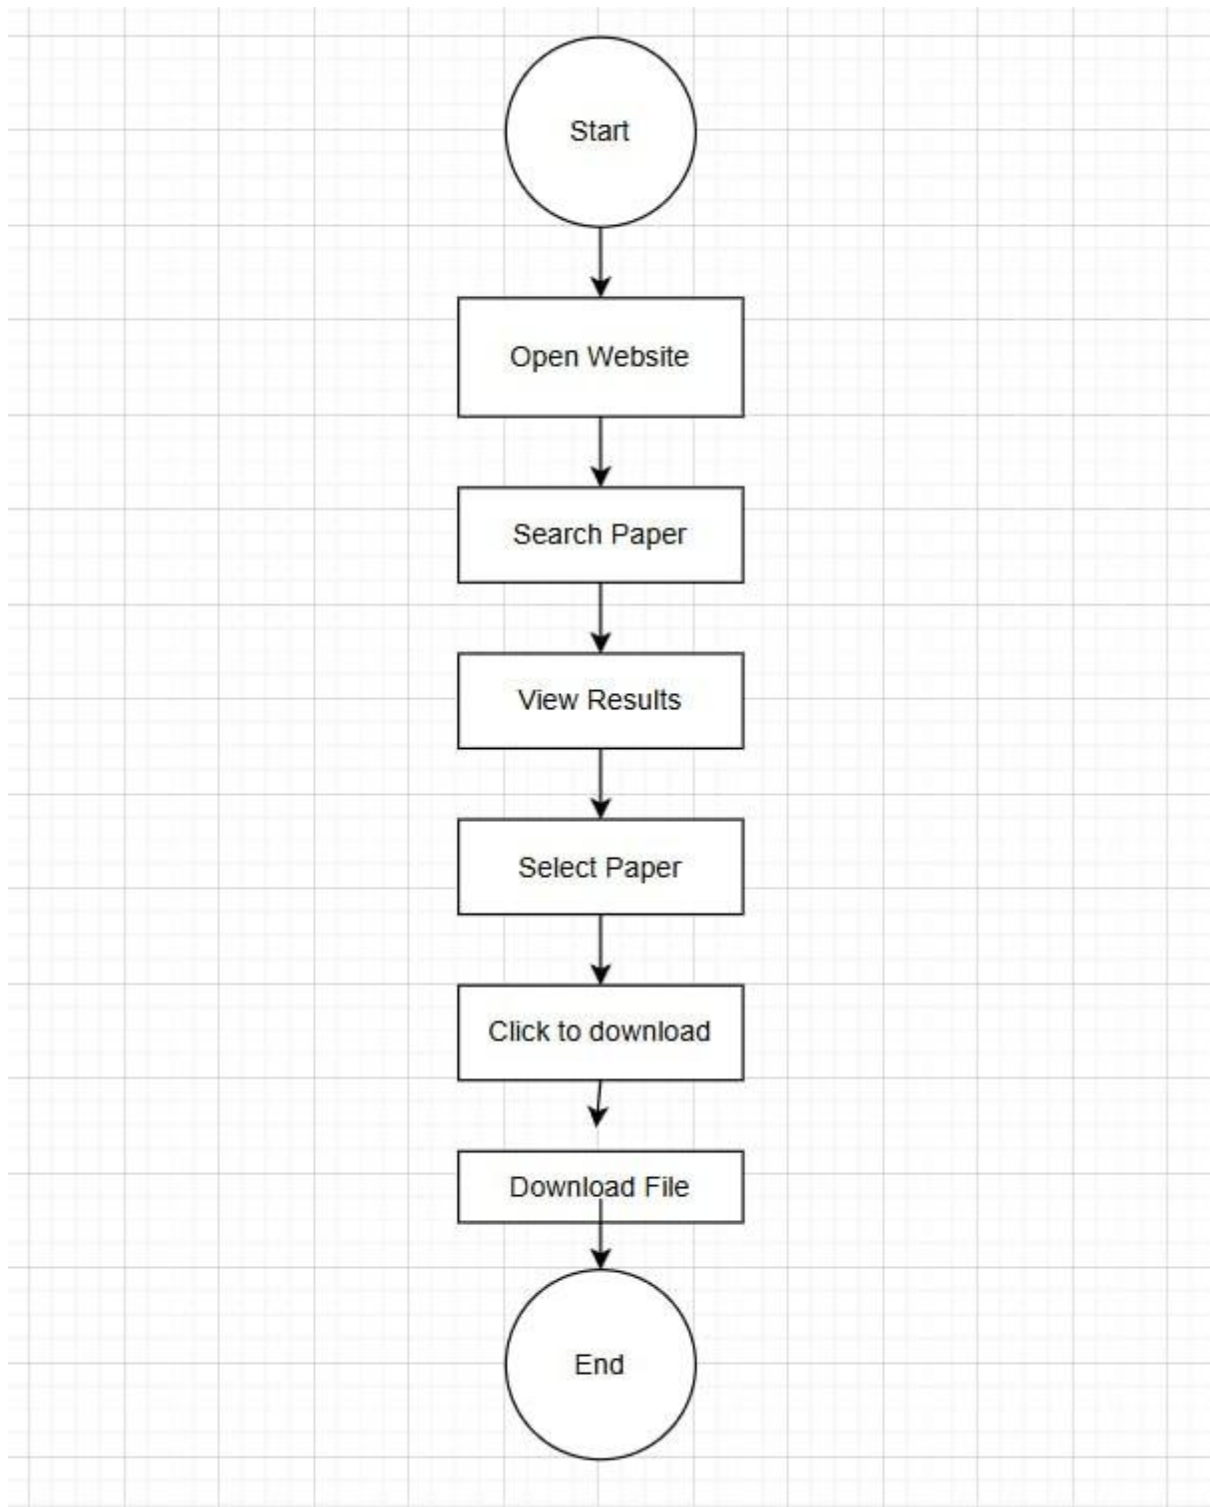 Start
Open Website
Search Paper
View Results
Select Paper
Click to download
Download File
End